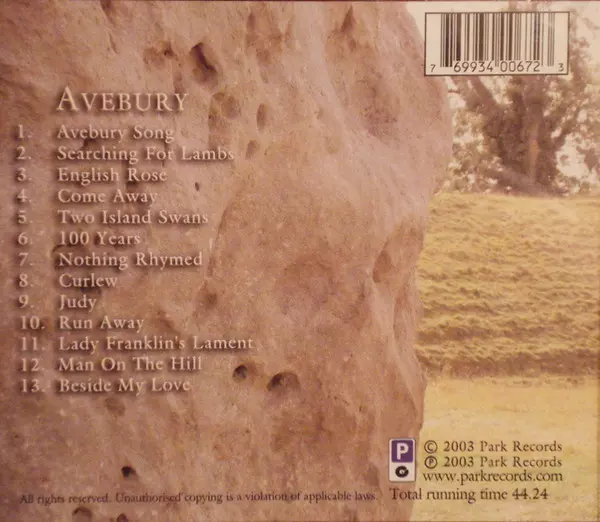 7 69934 00672 3
AVEBURY
1. Avebury Song
2. Searching For Lambs
3. English Rose
4. Come Away
5. Two Island Swans
6. 100 Years
7. Nothing Rhymed
8. Curlew
9. Judy
10. Run Away
11. Lady Franklin's Lament
12. Man On The Hill
13. Beside My Love
P
© 2003 Park Records
℗ 2003 Park Records
www.parkrecords.com
All rights reserved. Unauthorised copying is a violation of applicable laws.
Total running time 44.24